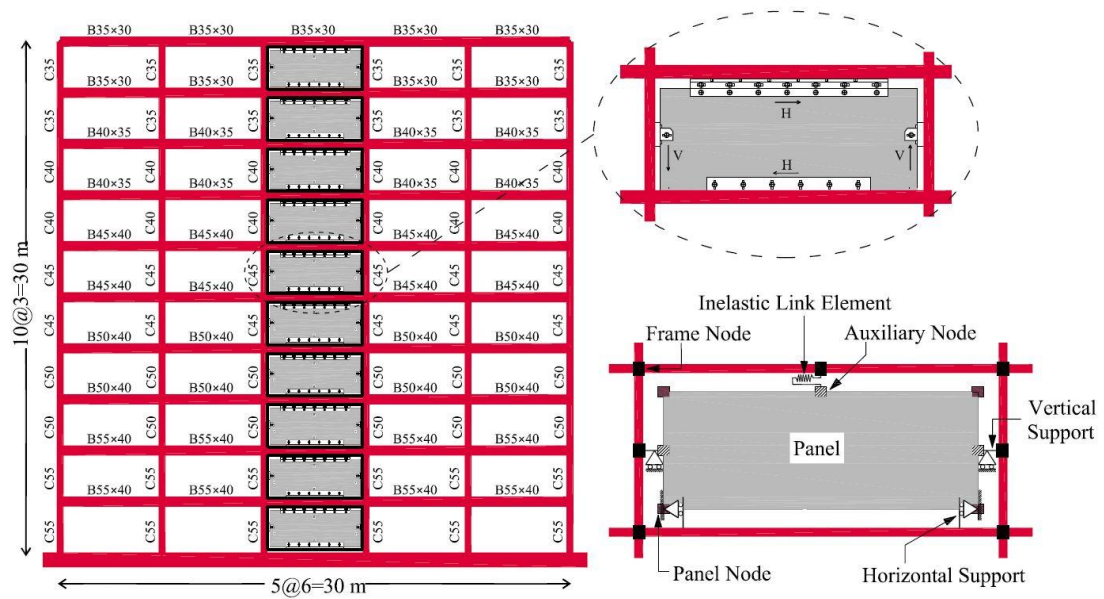 B35×30 B35×30 B35×30 B35×30 B35×30
C35 C35 C35 C35 C35 C35
B35×30 B35×30 B35×30 B35×30
C35 C35 C35 C35 C35 C35
B40×35 B40×35 B40×35 B40×35
C40 C40 C40 C40 C40 C40
B40×35 B40×35 B40×35 B40×35
C40 C40 C40 C40 C40 C40
B45×40 B45×40 B45×40 B45×40
C45 C45 C45 C45 C45 C45
B45×40 B45×40 B45×40 B45×40
C45 C45 C45 C45 C45 C45
B50×40 B50×40 B50×40 B50×40
C50 C50 C50 C50 C50 C50
B50×40 B50×40 B50×40 B50×40
C50 C50 C50 C50 C50 C50
B55×40 B55×40 B55×40 B55×40
C55 C55 C55 C55 C55 C55
B55×40 B55×40 B55×40 B55×40
C55 C55 C55 C55 C55 C55
10@3=30 m
5@6=30 m
H
V V
H
Inelastic Link Element
Frame Node
Auxiliary Node
Vertical
Support
Panel
Panel Node
Horizontal Support